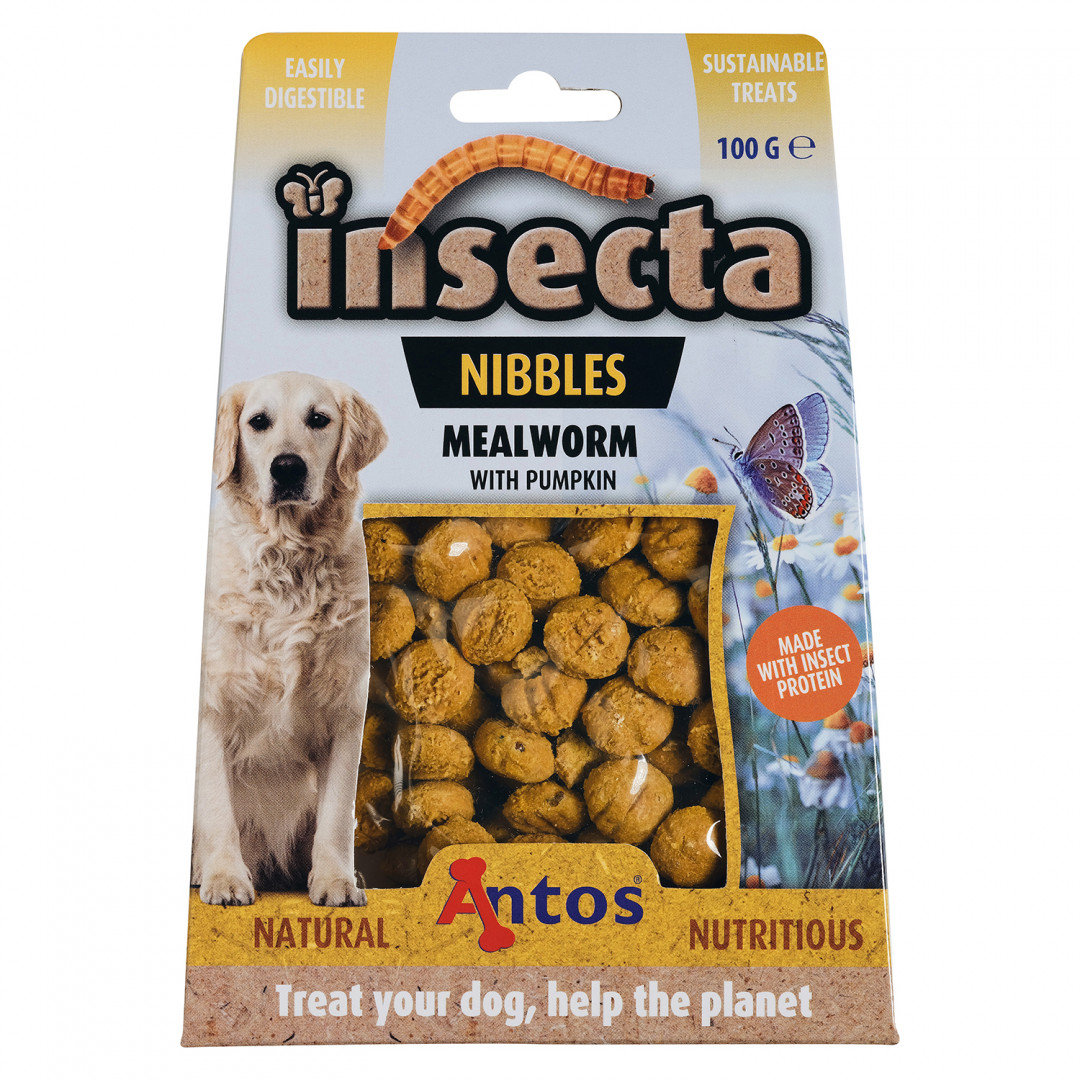 EASILY
DIGESTIBLE
SUSTAINABLE
TREATS
100 G ℮
insecta
NIBBLES
MEALWORM
WITH PUMPKIN
MADE
WITH INSECT
PROTEIN
Antos®
NATURAL
NUTRITIOUS
Treat your dog, help the planet